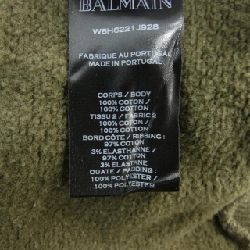 BALMAIN
W5H6221J928
FABRIQUE AU PORTUGAL
MADE IN PORTUGAL
CORPS / BODY
100% COTON /
100% COTTON
TISSU 2 / FABRIC 2
100% COTON /
100% COTTON
BORD CÔTE / RIBBING :
97% COTON
3% ELASTHANNE /
97% COTTON
3% ELASTANE
OUATE / PADDING :
100% POLYESTER /
100% POLYESTER